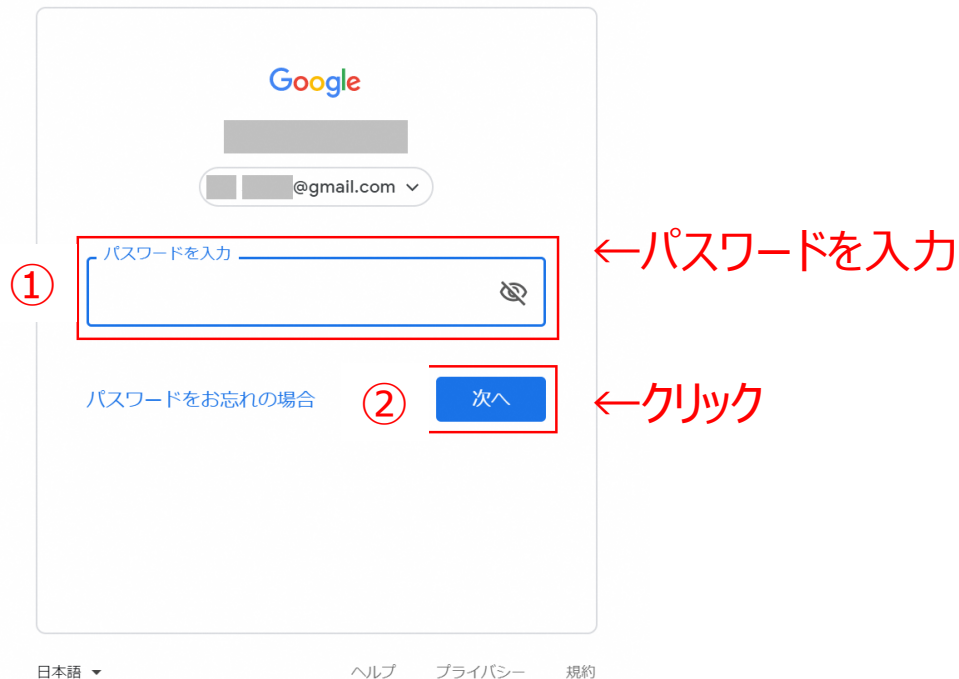 Google
@gmail.com
パスワードを入力
←パスワードを入力
①
パスワードをお忘れの場合
②
次へ
←クリック
日本語
ヘルプ
プライバシー
規約